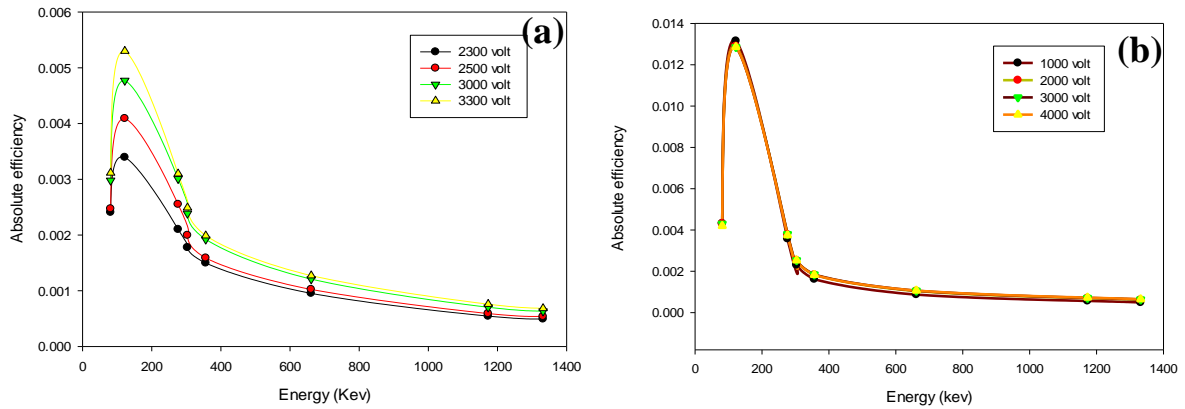 (a)
0.006
0.005
0.004
0.003
0.002
0.001
0.000
Absolute efficiency
2300 volt
2500 volt
3000 volt
3300 volt
0 200 400 600 800 1000 1200 1400
Energy (Kev)
(b)
0.014
0.012
0.010
0.008
0.006
0.004
0.002
0.000
Absolute efficiency
1000 volt
2000 volt
3000 volt
4000 volt
0 200 400 600 800 1000 1200 1400
Energy (kev)